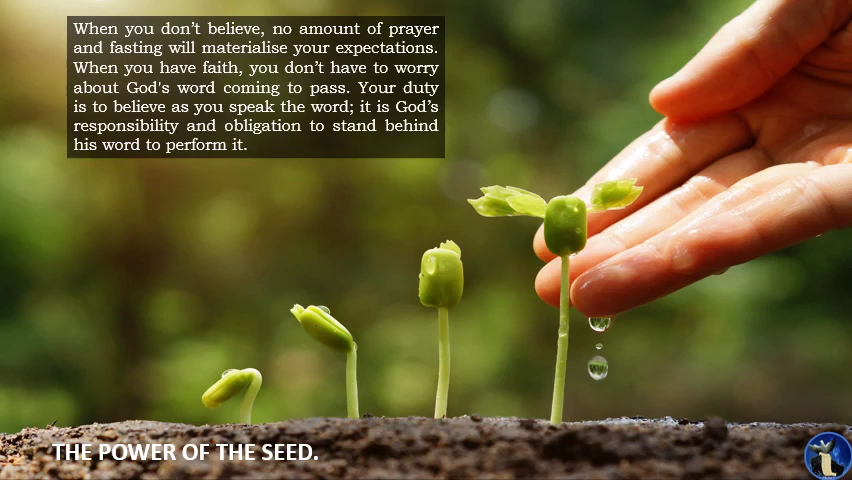 When you don’t believe, no amount of prayer
and fasting will materialise your expectations.
When you have faith, you don’t have to worry
about God's word coming to pass. Your duty
is to believe as you speak the word; it is God’s
responsibility and obligation to stand behind
his word to perform it.
THE POWER OF THE SEED.